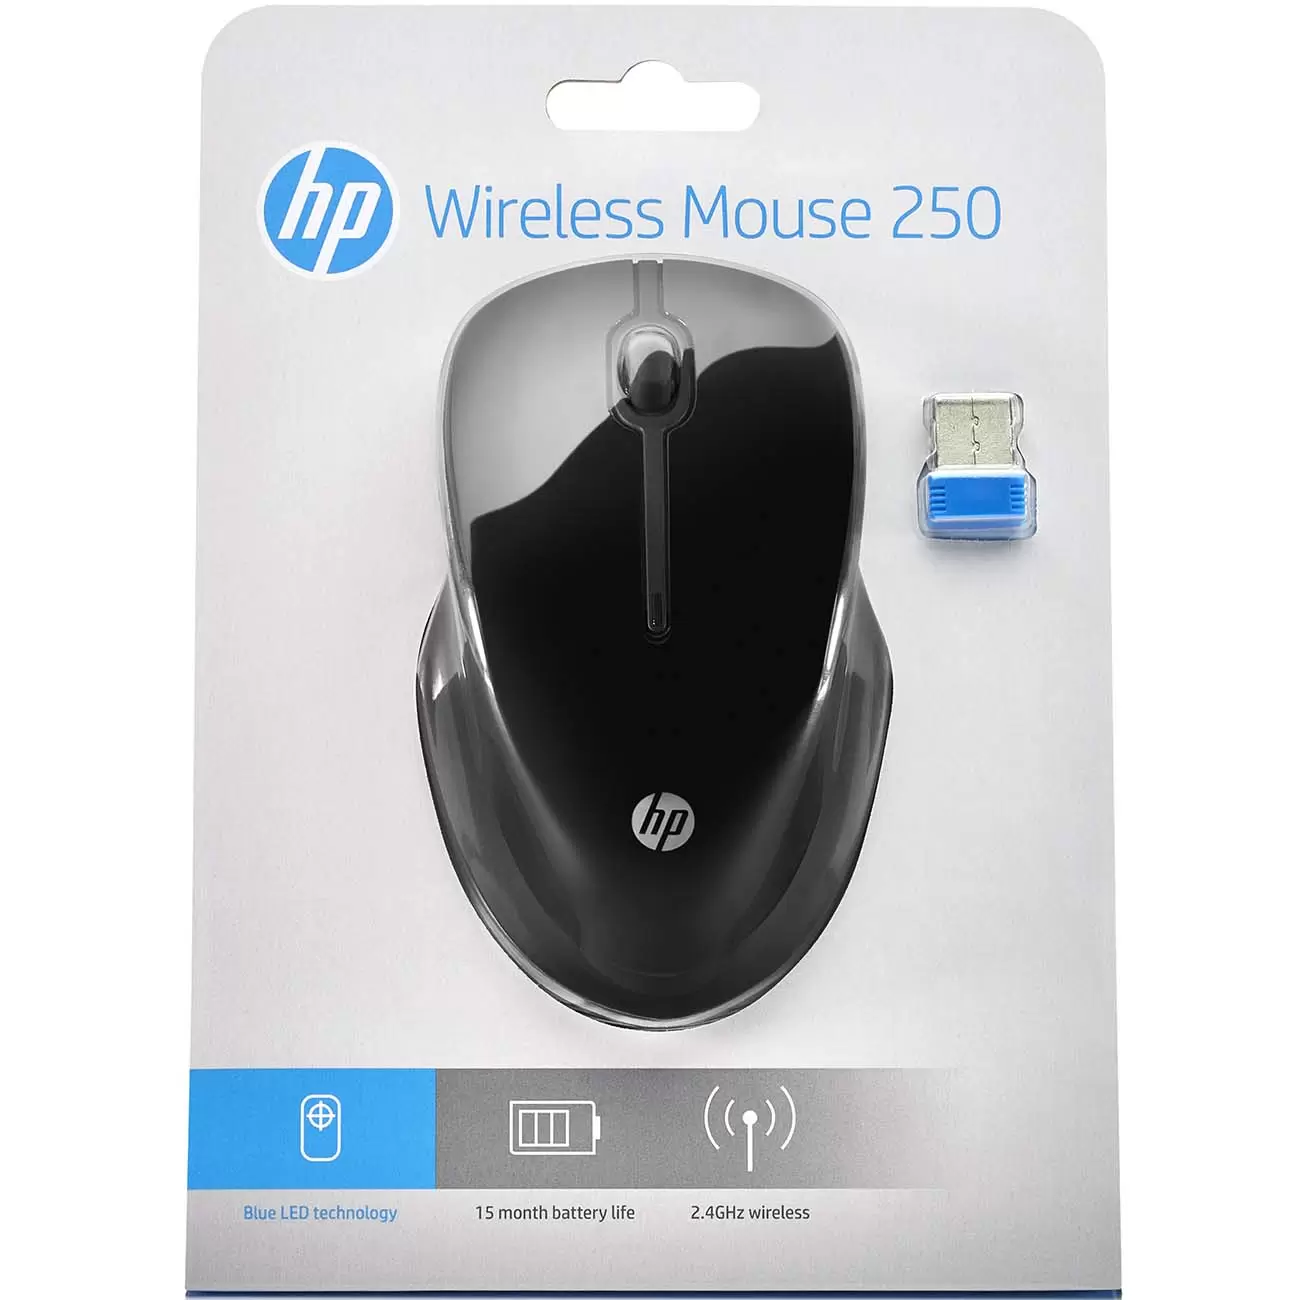 hp Wireless Mouse 250
hp
Blue LED technology
15 month battery life
2.4GHz wireless